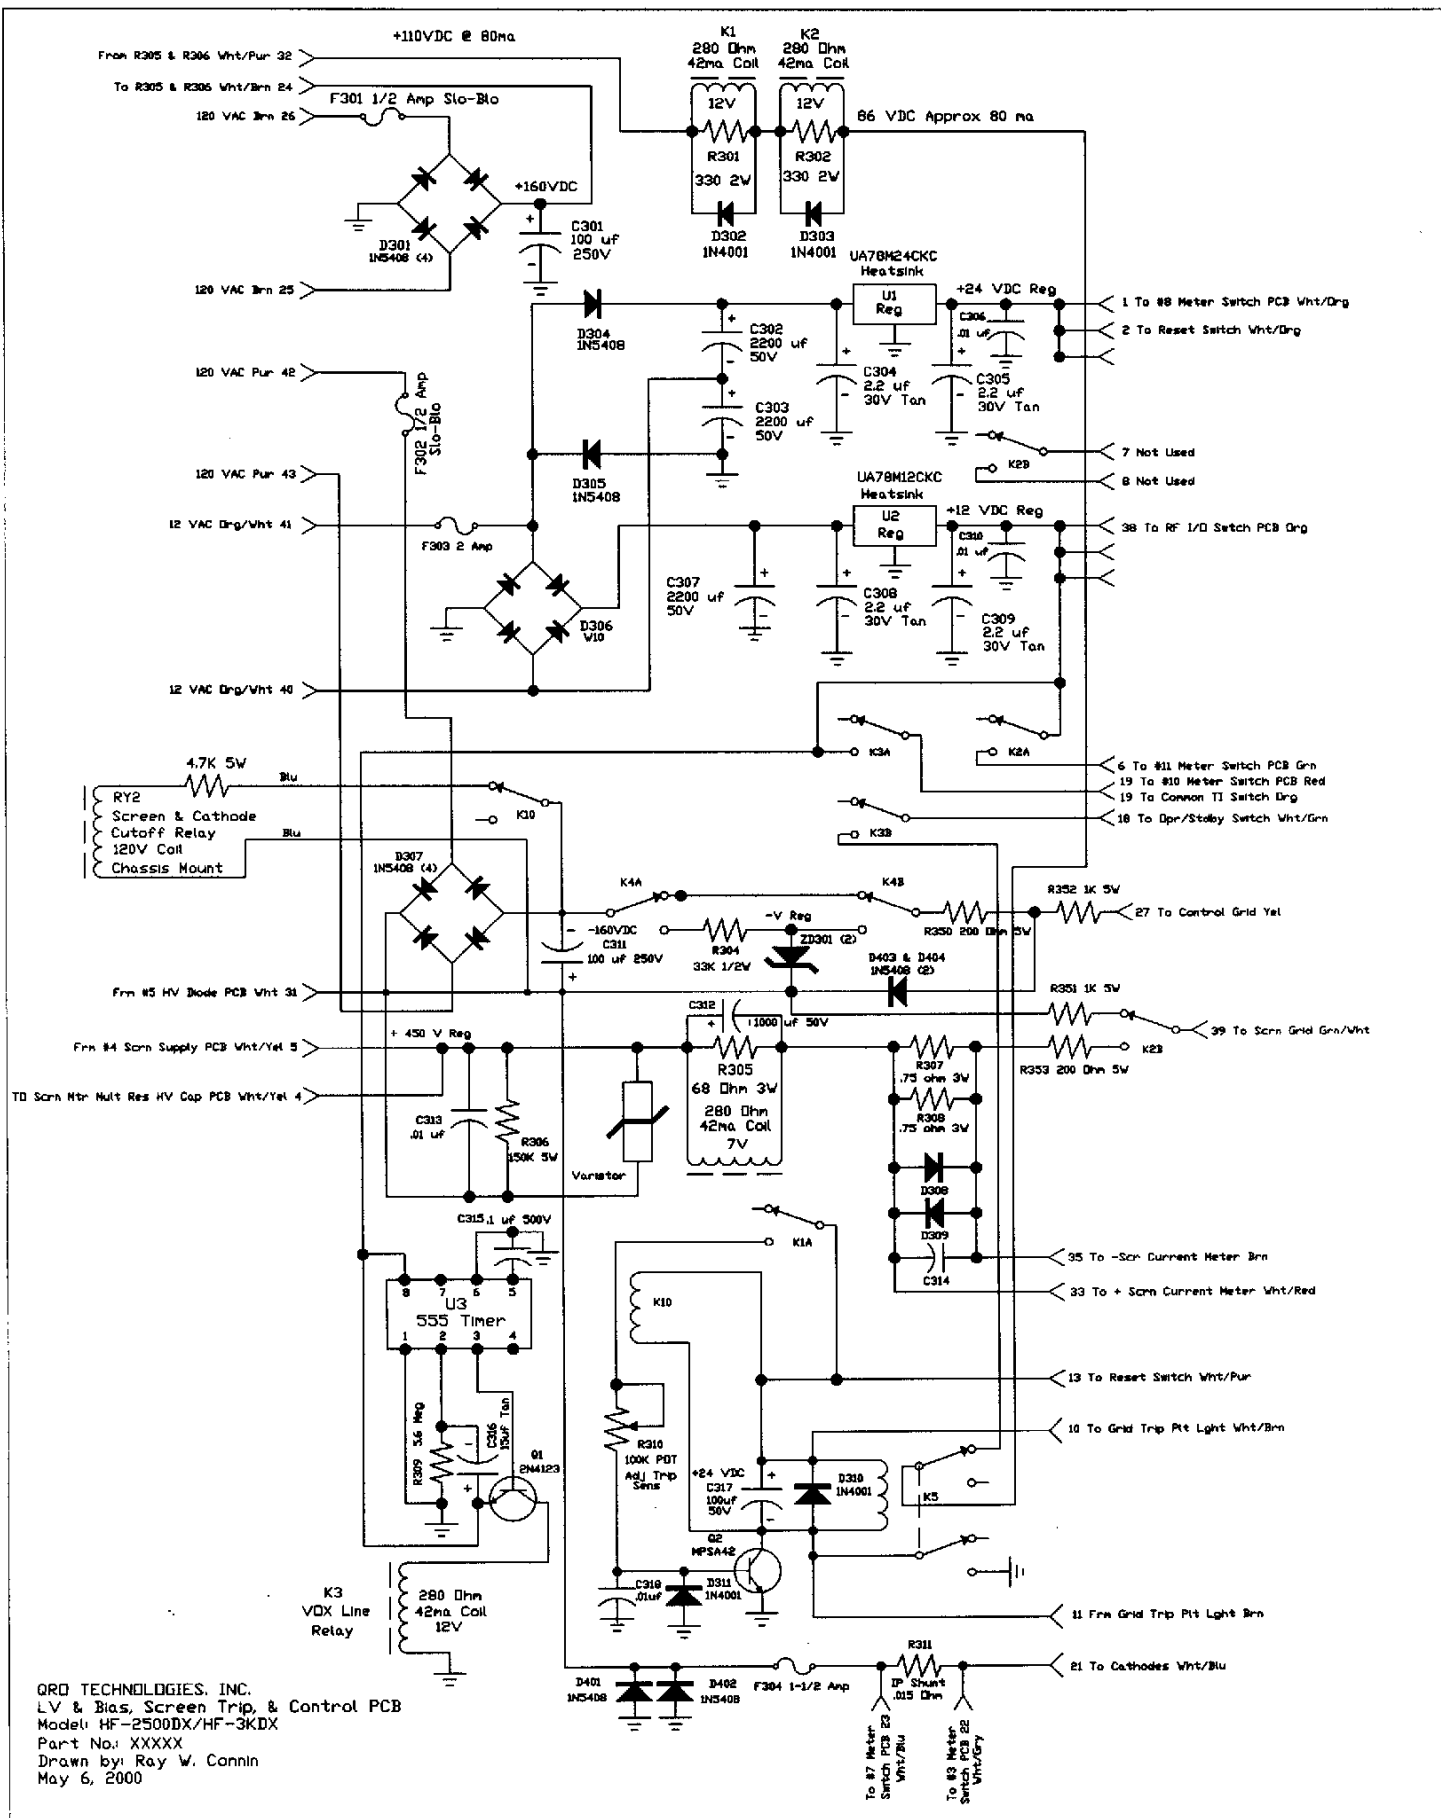 +110VDC @ 80ma
From R305 & R306 Wht/Pur 32
To R305 & R306 Wht/Brn 24
F301 1/2 Amp Slo-Blo
120 VAC Brn 26
+160VDC
D301
1N5408 (4)
C301
100 uf
250V
120 VAC Brn 25
K1
280 Ohm
42ma Coil
12V
R301
330 2W
D302
1N4001
K2
280 Ohm
42ma Coil
12V
R302
330 2W
D303
1N4001
86 VDC Approx 80 ma
UA78M24CKC
Heatsink
U1
Reg
+24 VDC Reg
C306
.01 uf
1 To #8 Meter Switch PCB Wht/Org
2 To Reset Switch Wht/Org
D304
1N5408
C302
2200 uf
50V
C304
2.2 uf
30V Tan
C305
2.2 uf
30V Tan
120 VAC Pur 42
F302 1/2 Amp
Slo-Blo
C303
2200 uf
50V
K2B
7 Not Used
8 Not Used
120 VAC Pur 43
D305
1N5408
UA78M12CKC
Heatsink
U2
Reg
+12 VDC Reg
C310
.01 uf
38 To RF I/O Swtch PCB Org
12 VAC Org/Wht 41
F303 2 Amp
C307
2200 uf
50V
C308
2.2 uf
30V Tan
C309
2.2 uf
30V Tan
D306
W10
12 VAC Org/Wht 40
K3A
K2A
6 To #11 Meter Switch PCB Grn
19 To #10 Meter Switch PCB Red
19 To Common T1 Switch Org
18 To Opr/Stdby Switch Wht/Grn
K3B
4.7K 5W
Blu
RY2
Screen & Cathode
Cutoff Relay
120V Coil
Chassis Mount
Blu
K10
D307
1N5408 (4)
K4A
K4B
-160VDC
C311
100 uf 250V
R304
33K 1/2W
-V Reg
ZD301 (2)
R350 200 Ohm 5W
R352 1K 5W
27 To Control Grid Yel
D403 & D404
1N5408 (2)
Frm #5 HV Diode PCB Wht 31
C312
1000 uf 50V
R351 1K 5W
39 To Scrn Grid Grn/Wht
K2B
R353 200 Ohm 5W
+ 450 V Reg
Frm #4 Scrn Supply PCB Wht/Yel 5
TO Scrn Mtr Mult Res HV Cap PCB Wht/Yel 4
R305
68 Ohm 3W
280 Ohm
42ma Coil
7V
R307
.75 ohm 3W
R308
.75 ohm 3W
C313
.01 uf
R306
150K 5W
Varistor
D308
D309
C314
35 To -Scr Current Meter Brn
33 To + Scrn Current Meter Wht/Red
C315 .1 uf 500V
8 7 6 5
U3
555 Timer
1 2 3 4
K1A
K10
13 To Reset Switch Wht/Pur
R309 5.6 Meg
C316
15uf Tan
Q1
2N4123
R310
100K POT
Adj Trip
Sens
+24 VDC
C317
100uf
50V
D310
1N4001
10 To Grid Trip Plt Lght Wht/Brn
K5
Q2
MPSA42
C318
.01uf
D311
1N4001
11 Frm Grid Trip Plt Lght Brn
K3
VOX Line
Relay
280 Ohm
42ma Coil
12V
D401
1N5408
D402
1N5408
F304 1-1/2 Amp
R311
IP Shunt
.015 Ohm
21 To Cathodes Wht/Blu
To #7 Meter
Switch PCB 23
Wht/Blu
To #3 Meter
Switch PCB 22
Wht/Gry
QRO TECHNOLOGIES, INC.
LV & Bias, Screen Trip, & Control PCB
Model: HF-2500DX/HF-3KDX
Part No.: XXXXX
Drawn by: Ray W. Connin
May 6, 2000